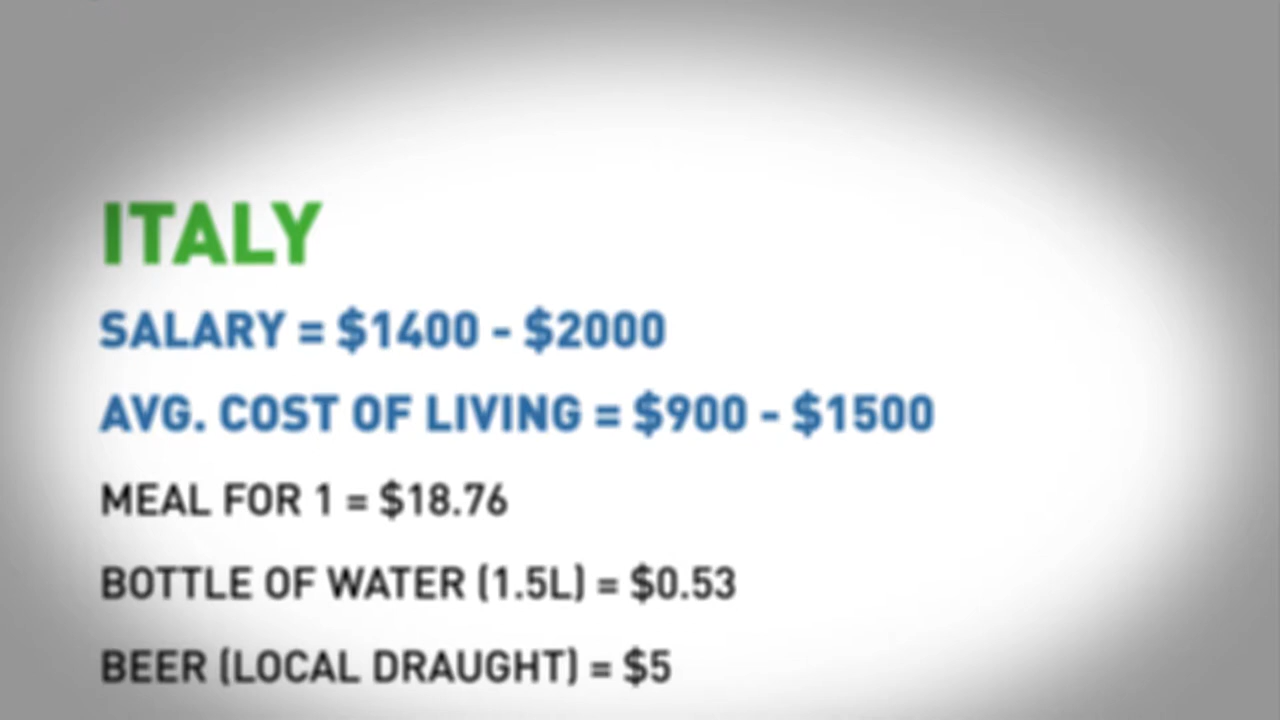 ITALY
SALARY = $1400 - $2000
AVG. COST OF LIVING = $900 - $1500
MEAL FOR 1 = $18.76
BOTTLE OF WATER (1.5L) = $0.53
BEER (LOCAL DRAUGHT) = $5